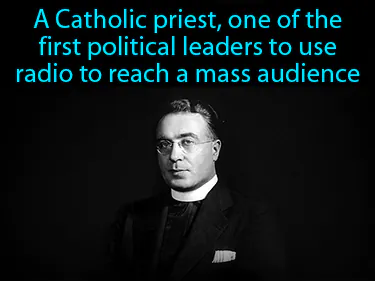 A Catholic priest, one of the
first political leaders to use
radio to reach a mass audience